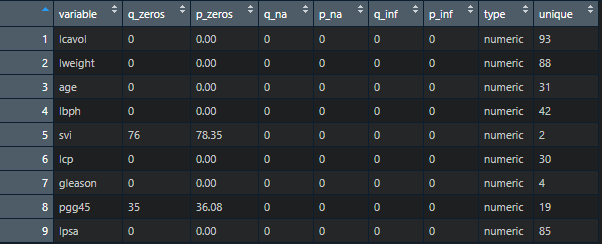 variable q_zeros p_zeros q_na p_na q_inf p_inf type unique
1 lcavol 0 0.00 0 0 0 0 numeric 93
2 lweight 0 0.00 0 0 0 0 numeric 88
3 age 0 0.00 0 0 0 0 numeric 31
4 lbph 0 0.00 0 0 0 0 numeric 42
5 svi 76 78.35 0 0 0 0 numeric 2
6 lcp 0 0.00 0 0 0 0 numeric 30
7 gleason 0 0.00 0 0 0 0 numeric 4
8 pgg45 35 36.08 0 0 0 0 numeric 19
9 lpsa 0 0.00 0 0 0 0 numeric 85